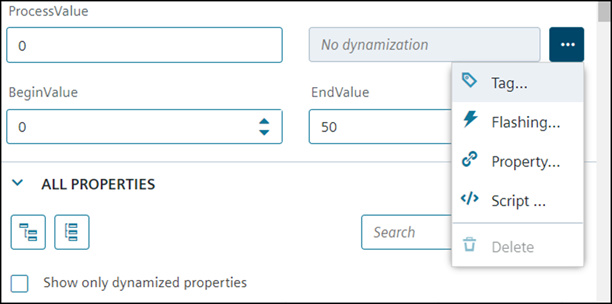 ProcessValue
0
No dynamization
...
Tag...
BeginValue
EndValue
Flashing...
0
50
Property...
ALL PROPERTIES
Script ...
Search
Delete
Show only dynamized properties